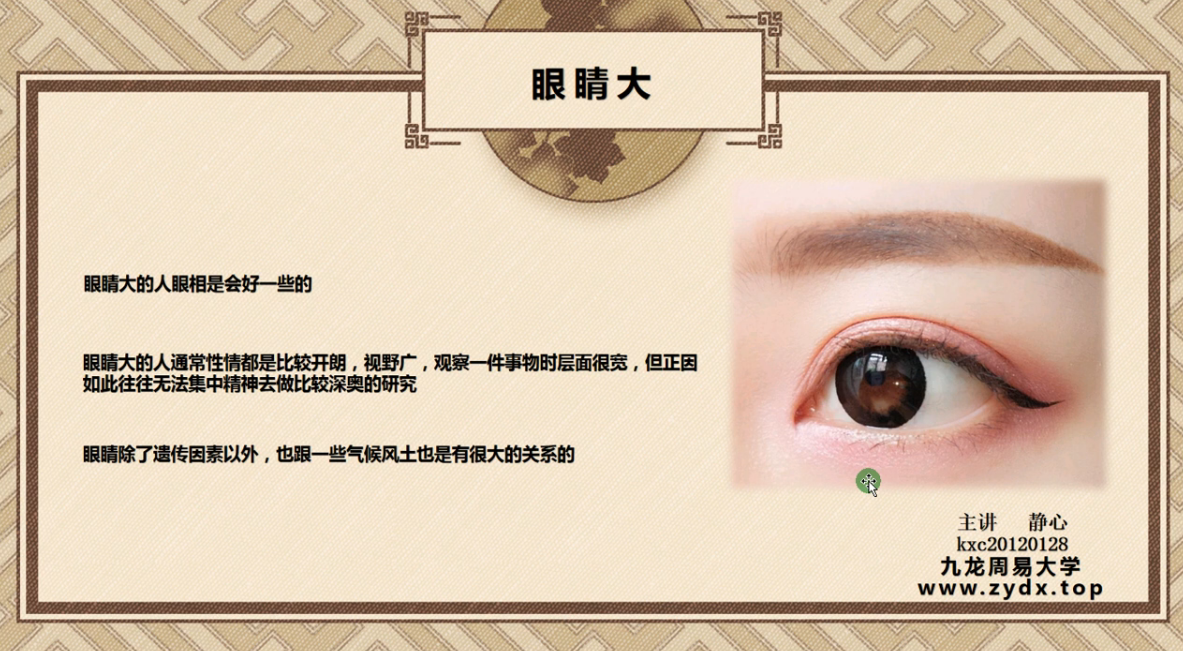 眼睛大
眼睛大的人眼相是会好一些的
眼睛大的人通常性情都是比较开朗，视野广，观察一件事物时层面很宽，但正因
如此往往无法集中精神去做比较深奥的研究
眼睛除了遗传因素以外，也跟一些气候风土也是有很大的关系的
主讲 静心
kxc20120128
九龙周易大学
www.zydx.top